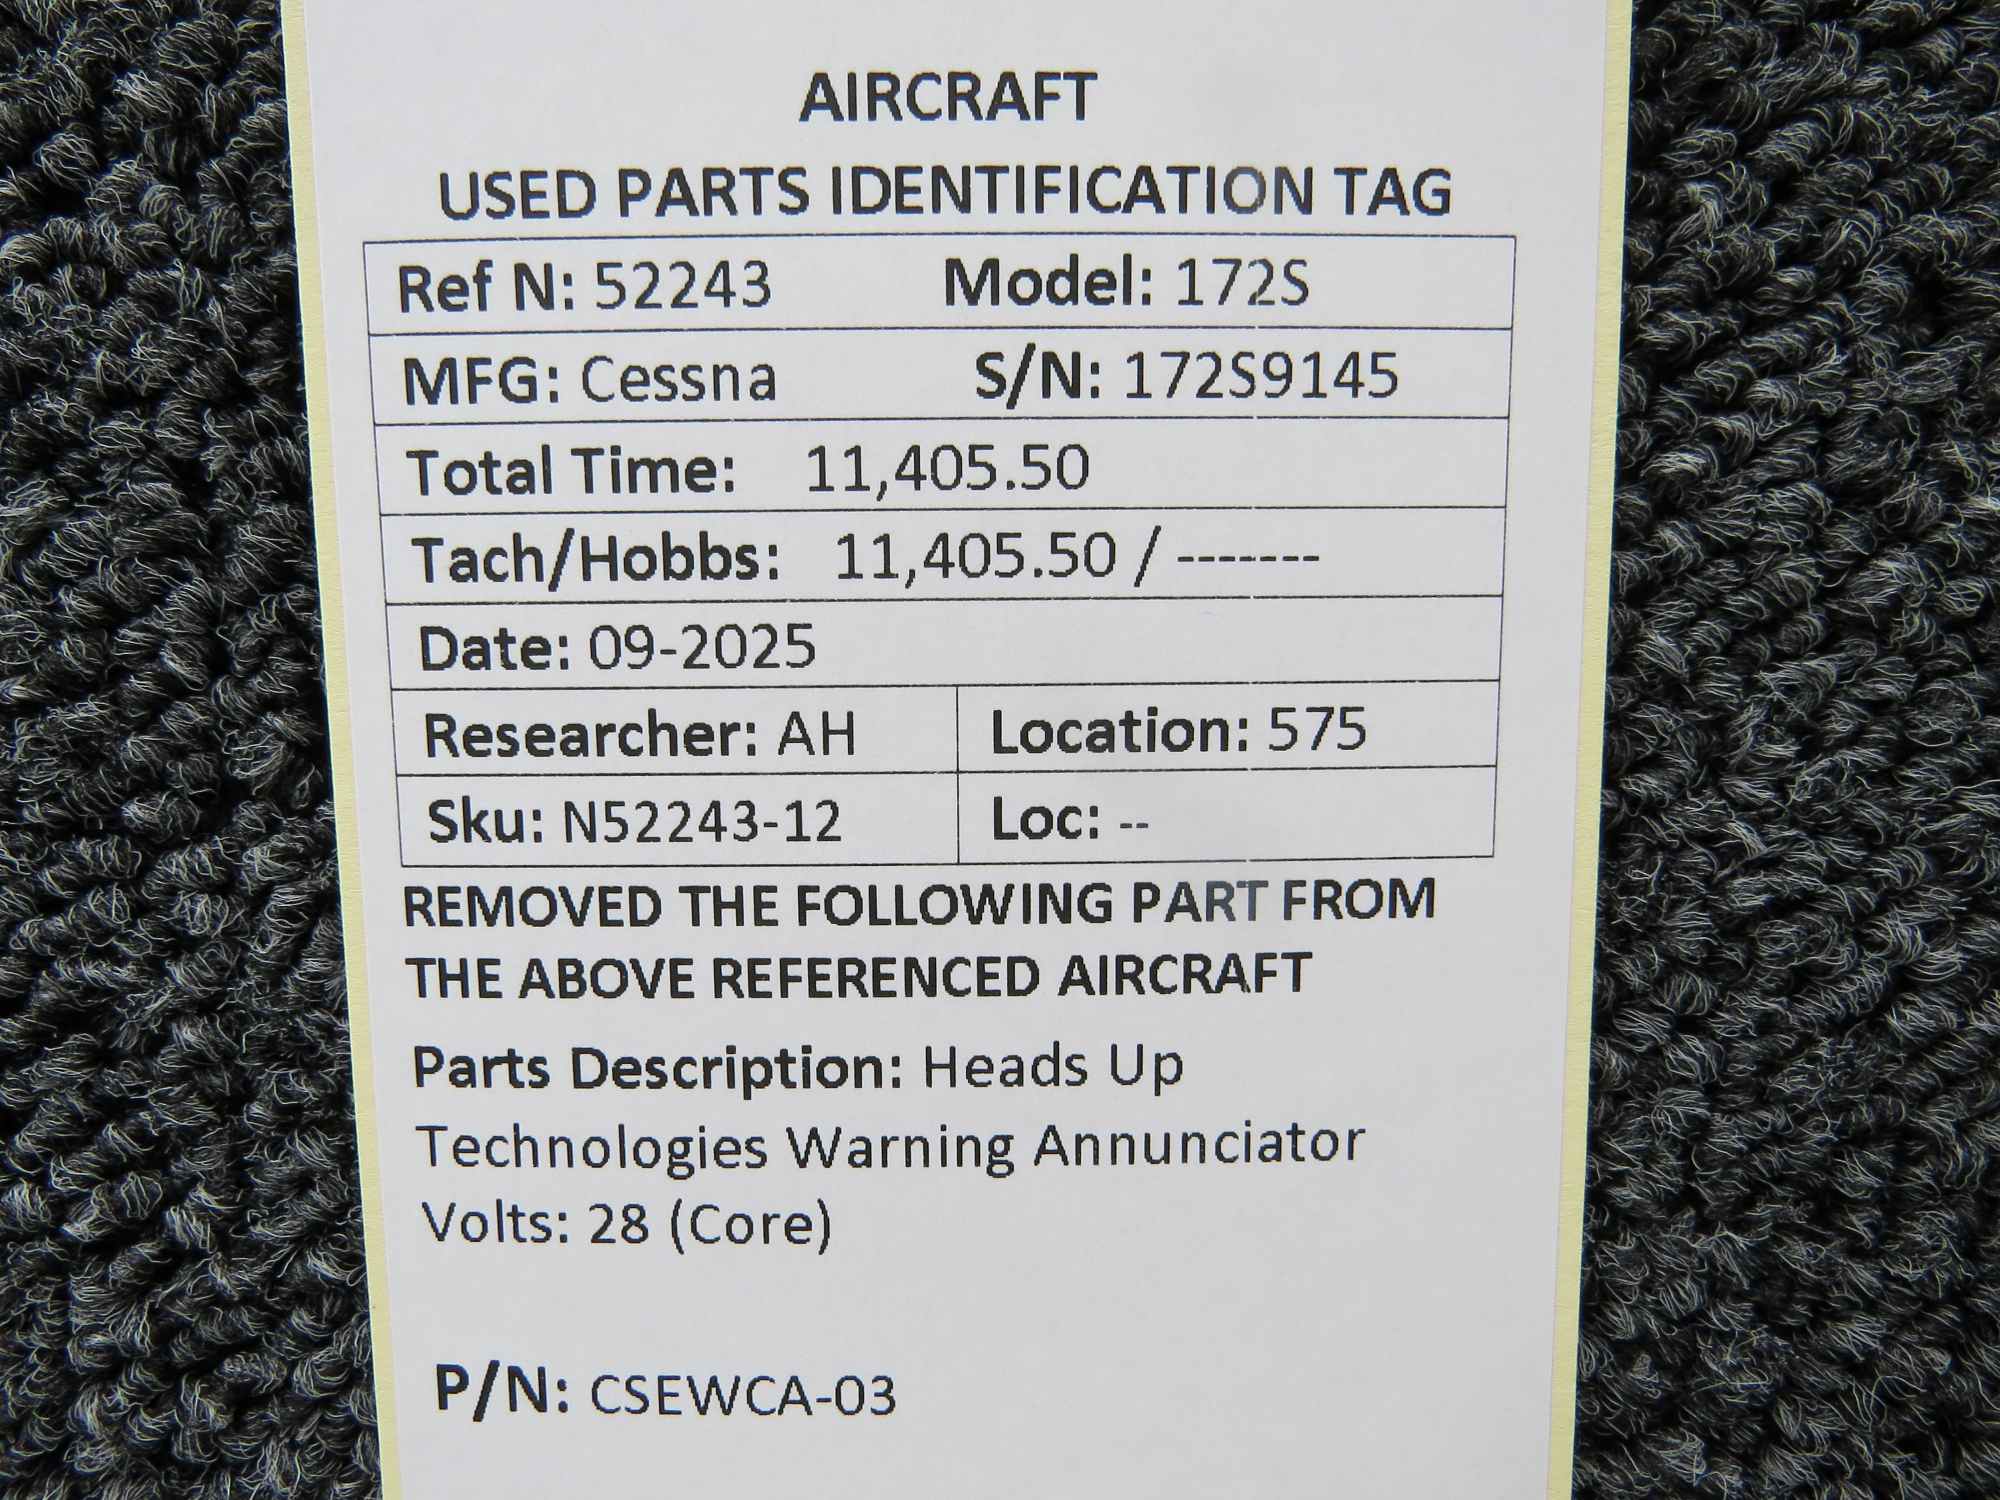 AIRCRAFT
USED PARTS IDENTIFICATION TAG
Ref N: 52243 Model: 172S
MFG: Cessna S/N: 172S9145
Total Time: 11,405.50
Tach/Hobbs: 11,405.50 / -------
Date: 09-2025
Researcher: AH Location: 575
Sku: N52243-12 Loc: --
REMOVED THE FOLLOWING PART FROM
THE ABOVE REFERENCED AIRCRAFT
Parts Description: Heads Up
Technologies Warning Annunciator
Volts: 28 (Core)
P/N: CSEWCA-03